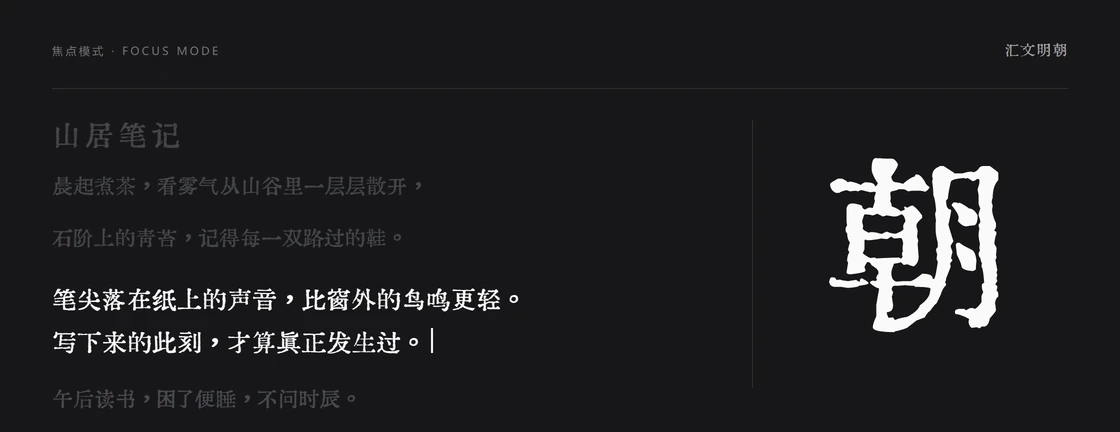 焦点模式 · FOCUS MODE
汇文明朝
山居笔记
晨起煮茶，看雾气从山谷里一层层散开，
石阶上的青苔，记得每一双路过的鞋。
笔尖落在纸上的声音，比窗外的鸟鸣更轻。
写下来的此刻，才算真正发生过。
午后读书，困了便睡，不问时辰。
朝